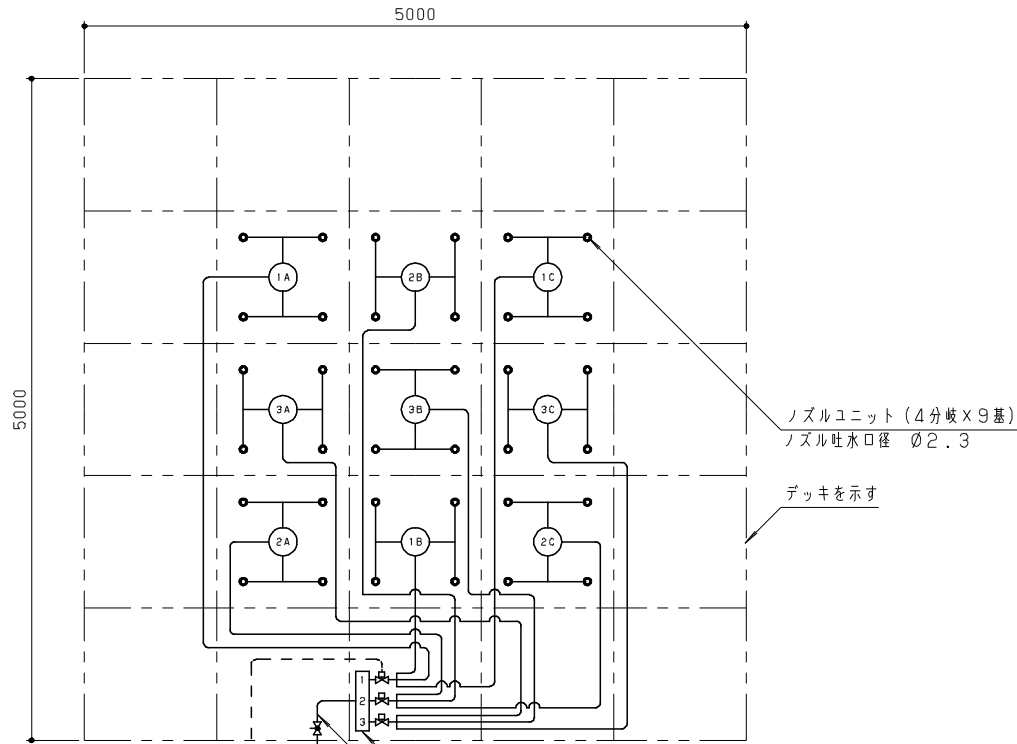 5000
5000
1A
2B
1C
3A
3B
3C
ノズルユニット(4分岐×9基)
ノズル吐水口径 Ø2.3
デッキを示す
2A
1B
2C
1
2
3